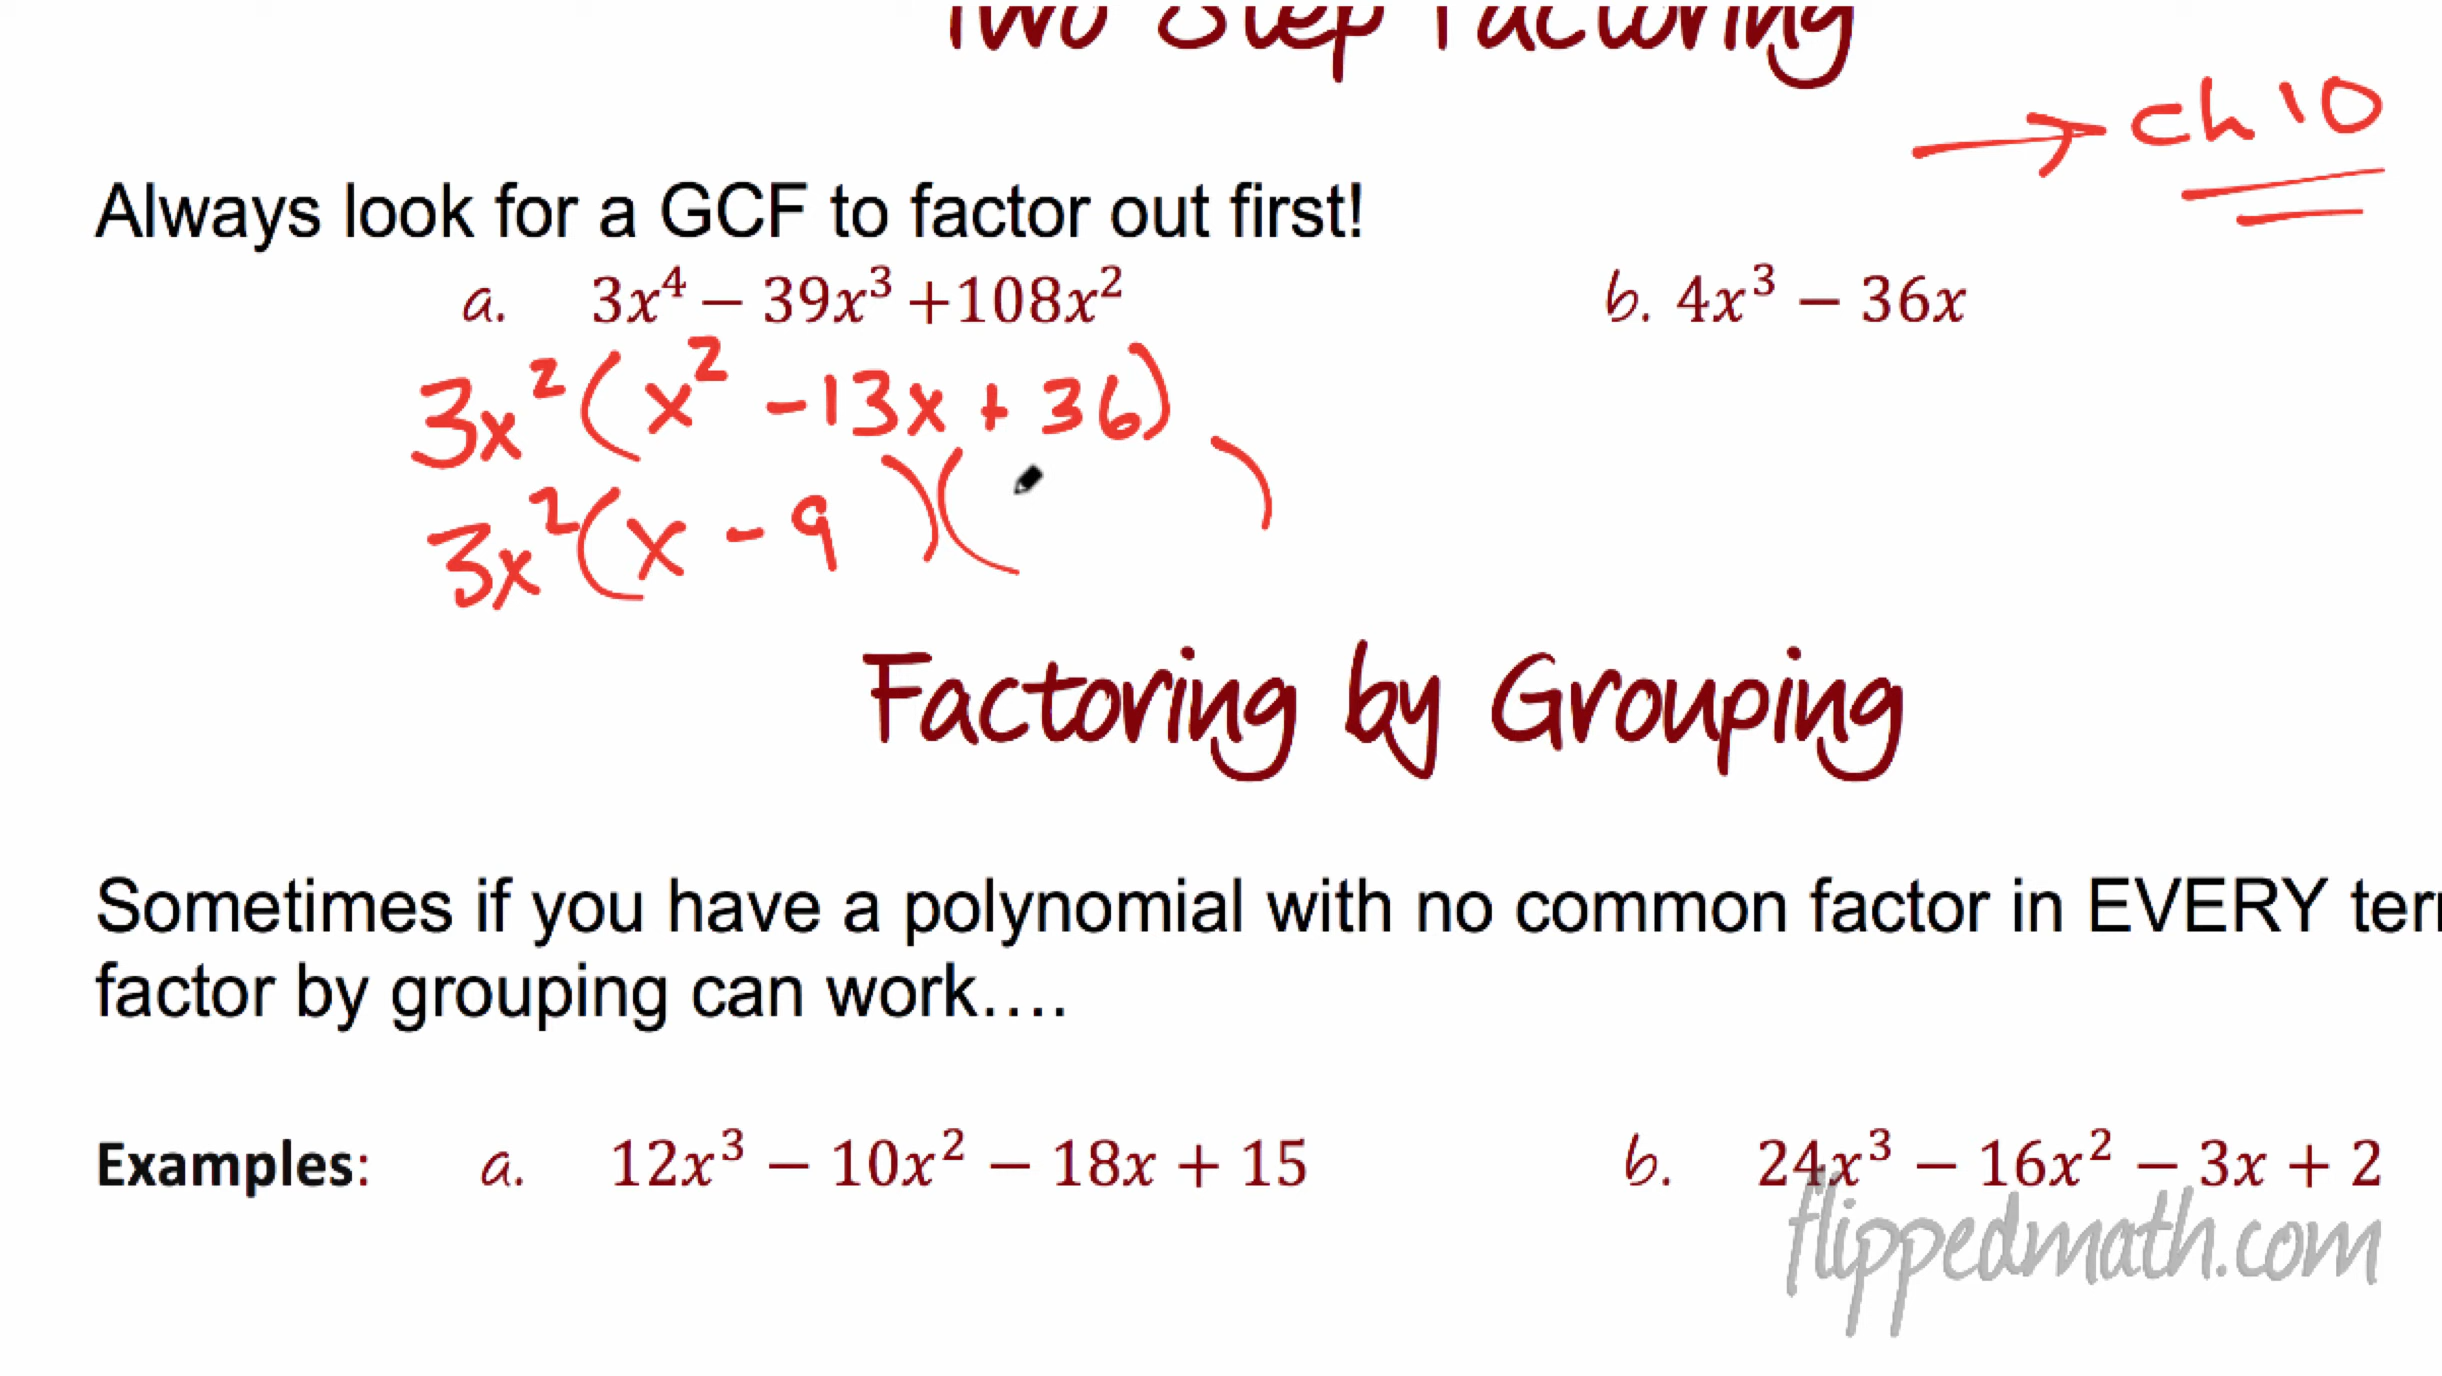 Two Step Factoring
→ ch 10
Always look for a GCF to factor out first!
a. 3x⁴ − 39x³ +108x²
b. 4x³ − 36x
3x²(x² -13x + 36)
3x²(x - 9 )( )
Factoring by Grouping
Sometimes if you have a polynomial with no common factor in EVERY ter
factor by grouping can work….
Examples: a. 12x³ − 10x² − 18x + 15
b. 24x³ − 16x² − 3x + 2
flippedmath.com